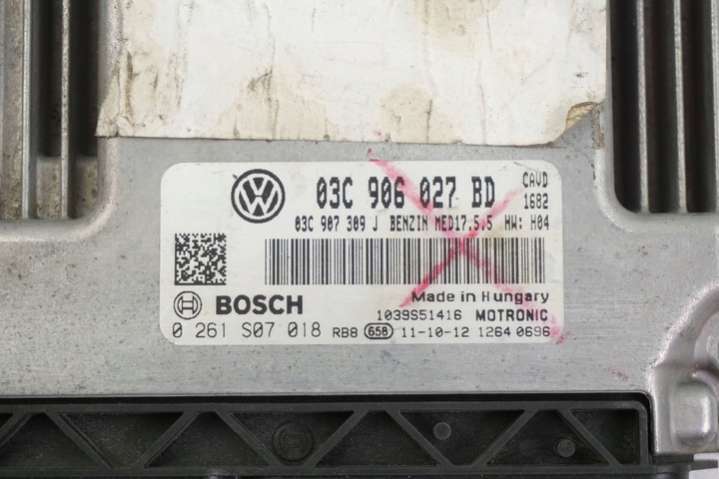 03C 906 027 BD CAVD
1682
03C 907 309 J BENZIN MED17.5.5 HW: H04
BOSCH Made in Hungary
1039S51416 MOTRONIC
0 261 S07 018 RBB 658 11-10-12 1264 0696